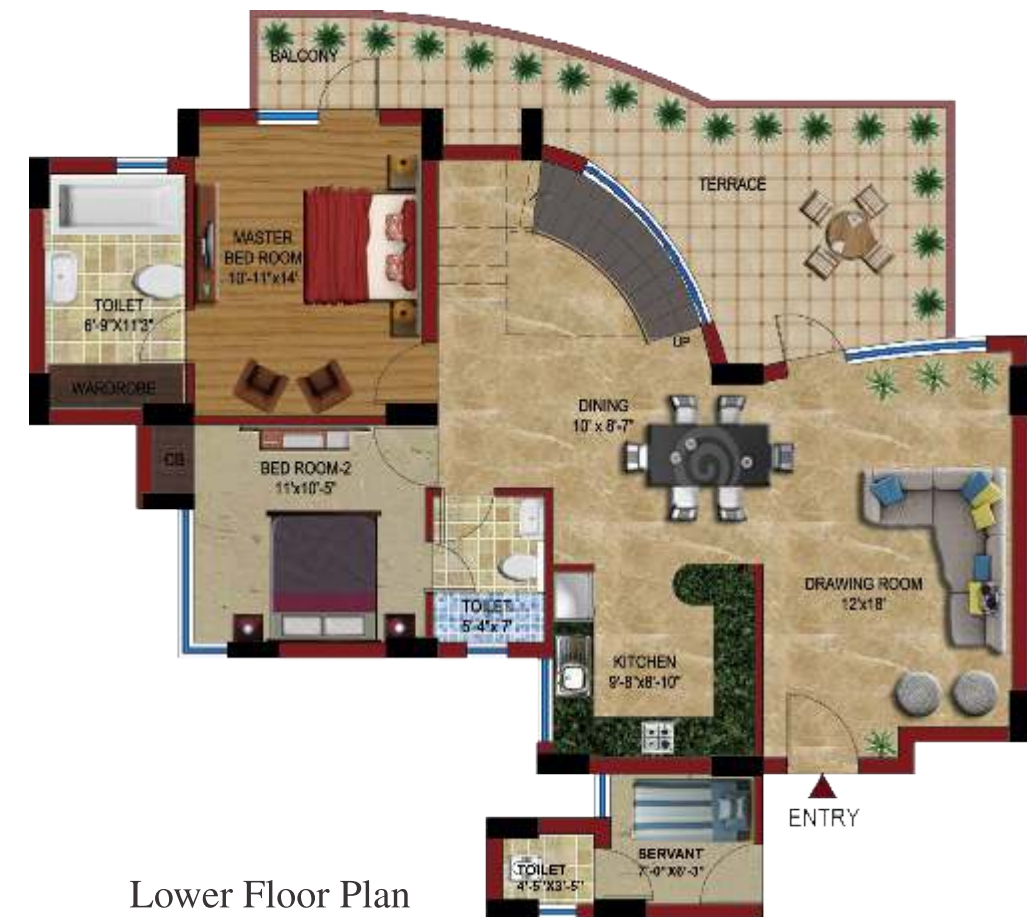 BALCONY
TERRACE
MASTER
BED ROOM
10'-11"x14'
TOILET
6'-9"X11'3"
UP
WARDROBE
DINING
10' x 8'-7"
CB
BED ROOM-2
11'x10'-5"
DRAWING ROOM
12'x18'
TOILET
5'-4"x 7'
KITCHEN
9'-8"x8'-10"
ENTRY
SERVANT
7'-0" X6'-3"
TOILET
4'-5"X3'-5"
Lower Floor Plan